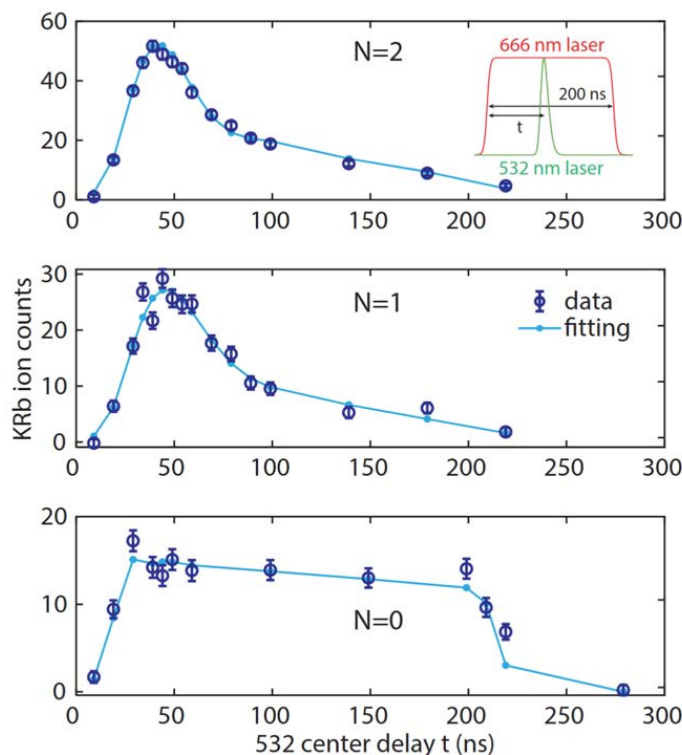 60
N=2
666 nm laser
40
200 ns
20
t
532 nm laser
0
0 50 100 150 200 250 300
30
N=1
data
20
fitting
KRb ion counts
10
0
0 50 100 150 200 250 300
20
10
N=0
0
0 50 100 150 200 250 300
532 center delay t (ns)